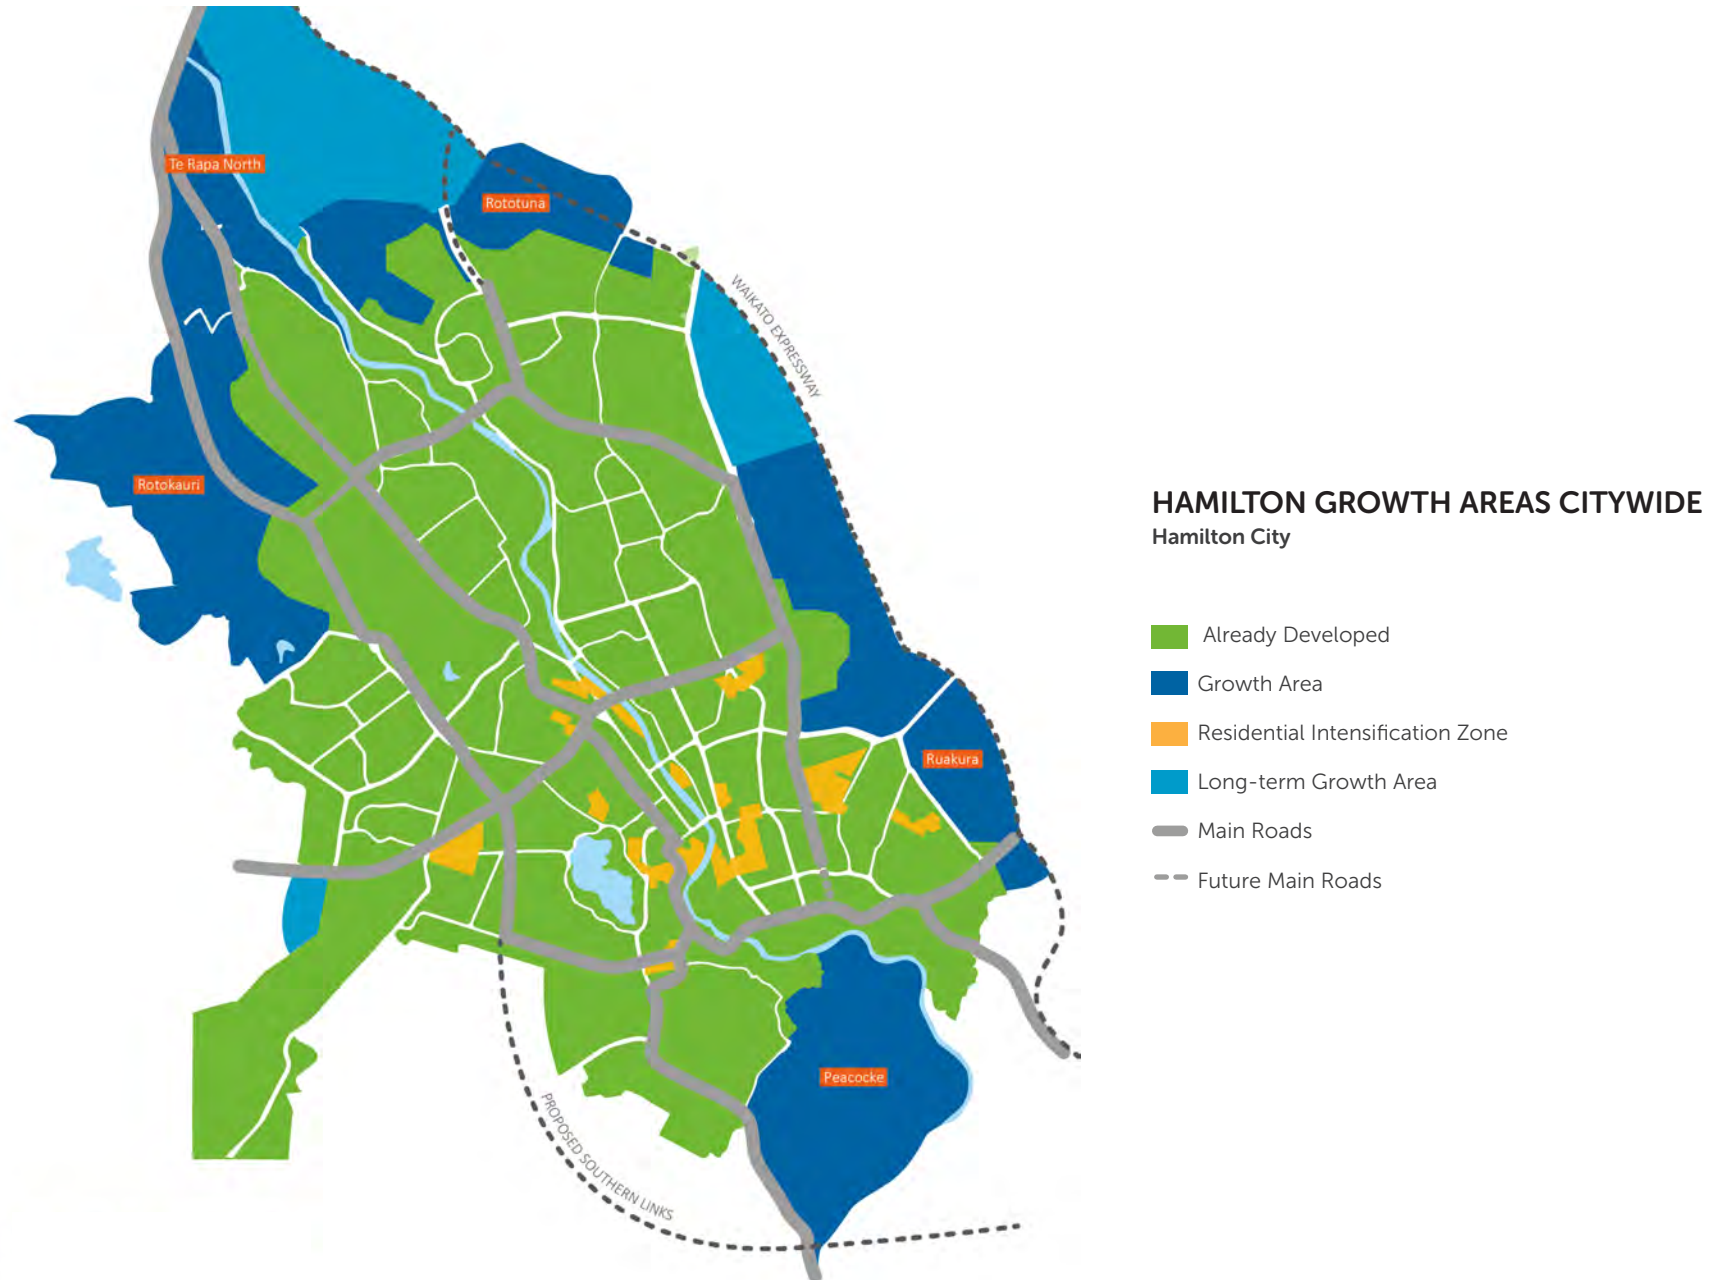 Te Rapa North
Rototuna
WAIKATO EXPRESSWAY
Rotokauri
Ruakura
Peacocke
PROPOSED SOUTHERN LINKS
HAMILTON GROWTH AREAS CITYWIDE
Hamilton City
Already Developed
Growth Area
Residential Intensification Zone
Long-term Growth Area
Main Roads
Future Main Roads